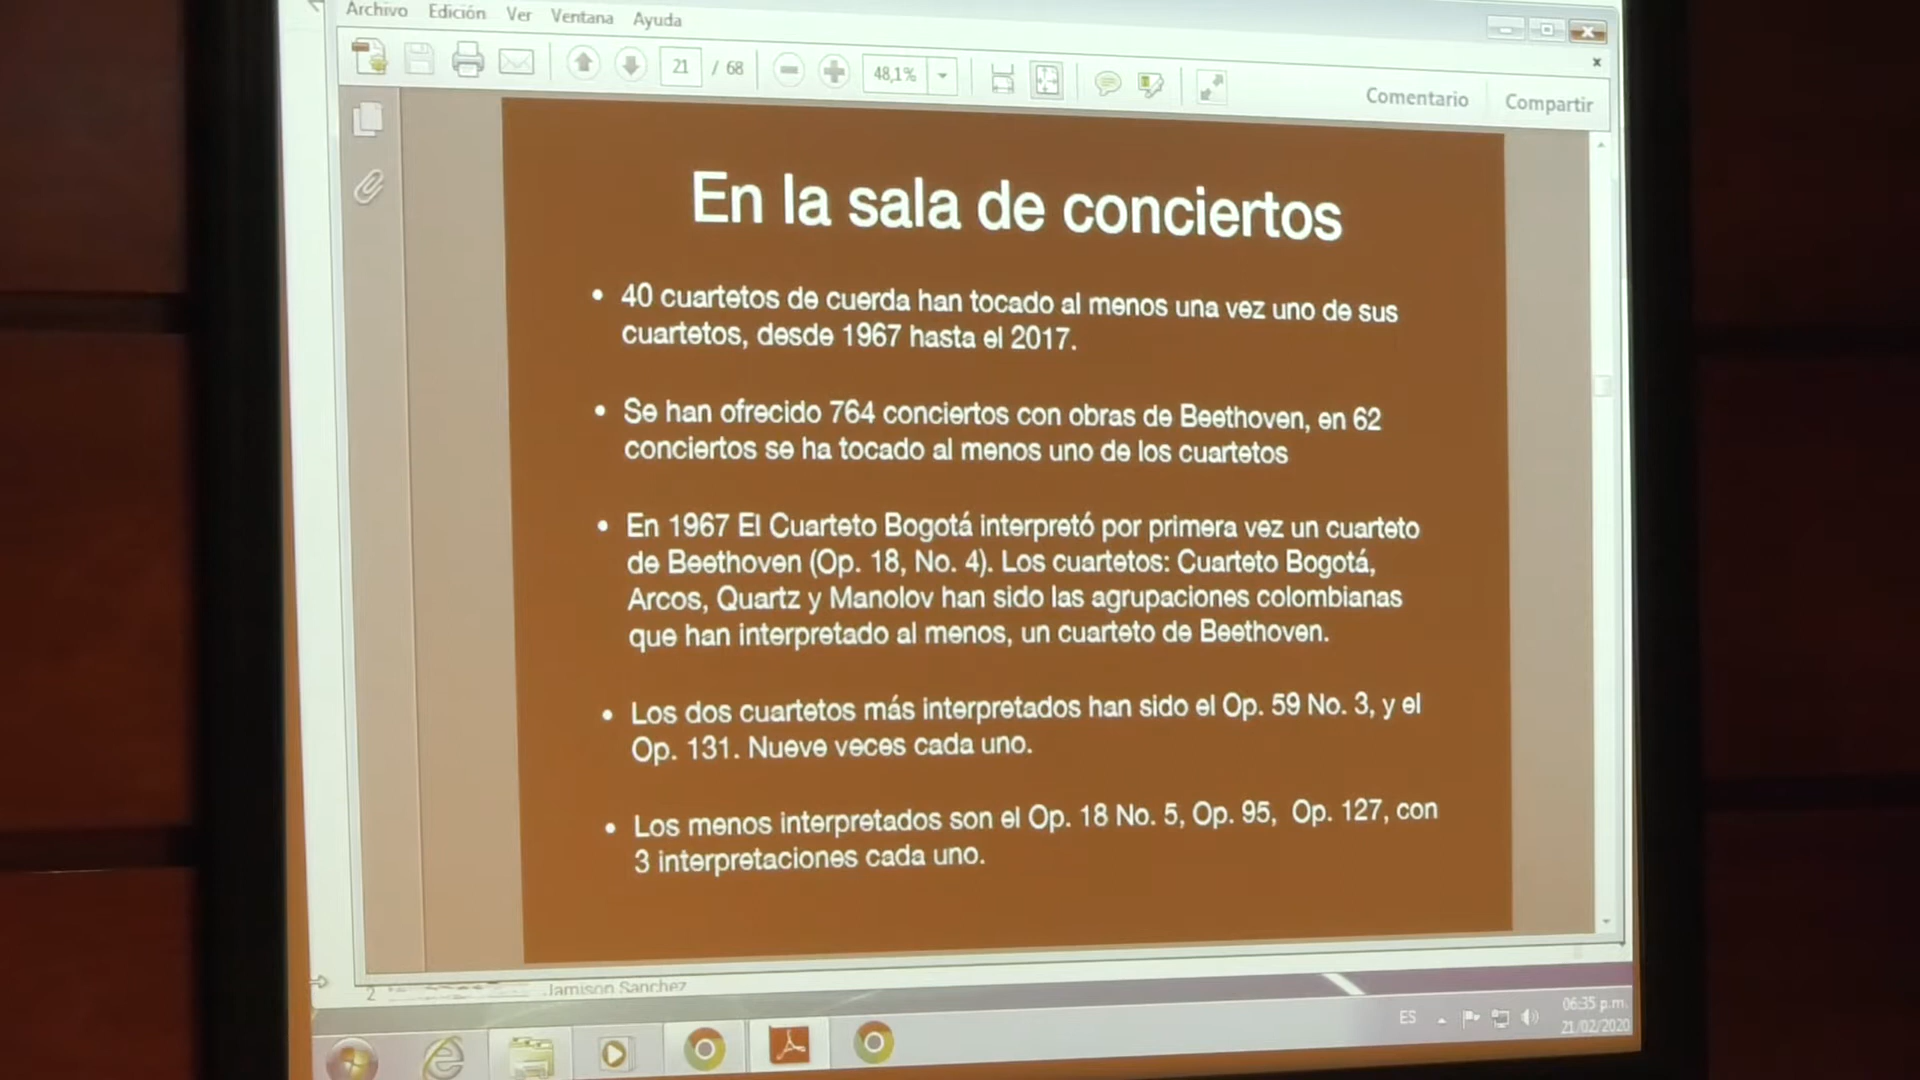 Archivo Edición Ver Ventana Ayuda
21 / 68 48,1%
Comentario Compartir
En la sala de conciertos
• 40 cuartetos de cuerda han tocado al menos una vez uno de sus
cuartetos, desde 1967 hasta el 2017.
• Se han ofrecido 764 conciertos con obras de Beethoven, en 62
conciertos se ha tocado al menos uno de los cuartetos
• En 1967 El Cuarteto Bogotá interpretó por primera vez un cuarteto
de Beethoven (Op. 18, No. 4). Los cuartetos: Cuarteto Bogotá,
Arcos, Quartz y Manolov han sido las agrupaciones colombianas
que han interpretado al menos, un cuarteto de Beethoven.
• Los dos cuartetos más interpretados han sido el Op. 59 No. 3, y el
Op. 131. Nueve veces cada uno.
• Los menos interpretados son el Op. 18 No. 5, Op. 95, Op. 127, con
3 interpretaciones cada uno.
2 Jamison Sanchez
ES
06:35 p.m.
21/02/2020